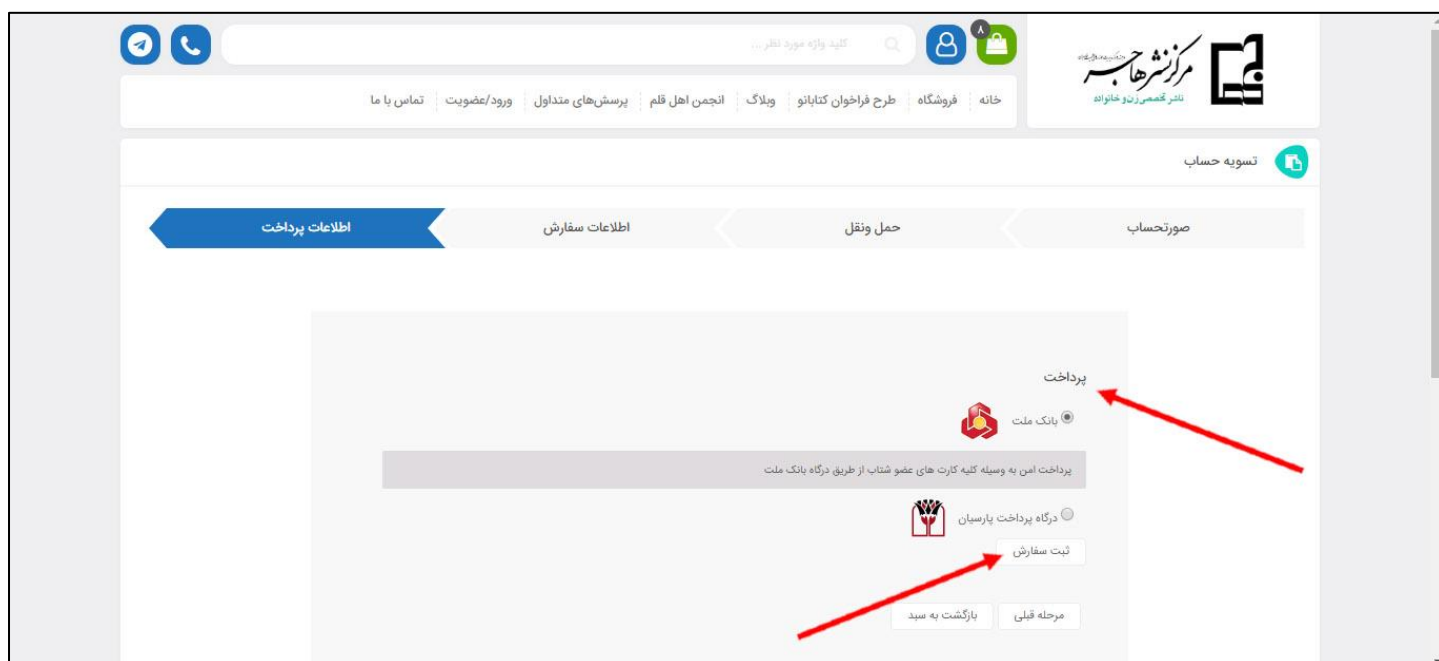 ۸
کلید واژه مورد نظر ...
مرکز نشر هاجر
ناشر تخصصی زن و خانواده
خانه
فروشگاه
طرح فراخوان کتابانو
وبلاگ
انجمن اهل قلم
پرسش‌های متداول
ورود/عضویت
تماس با ما
تسویه حساب
صورتحساب
حمل ونقل
اطلاعات سفارش
اطلاعات پرداخت
پرداخت
بانک ملت
پرداخت امن به وسیله کلیه کارت های عضو شتاب از طریق درگاه بانک ملت
درگاه پرداخت پارسیان
ثبت سفارش
مرحله قبلی
بازگشت به سبد